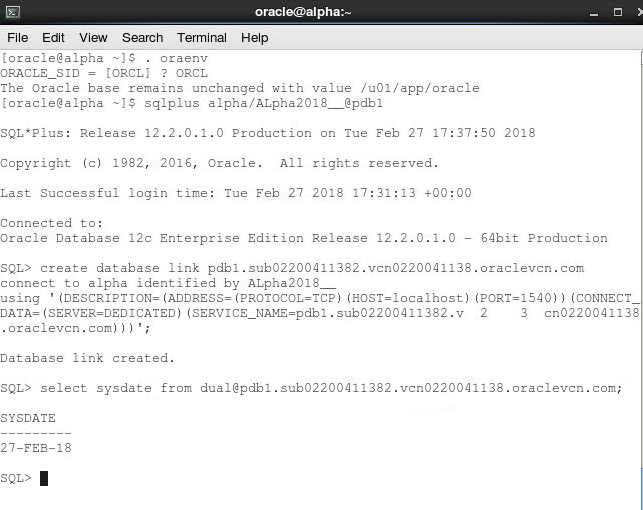 oracle@alpha:~
File Edit View Search Terminal Help
[oracle@alpha ~]$ . oraenv
ORACLE_SID = [ORCL] ? ORCL
The Oracle base remains unchanged with value /u01/app/oracle
[oracle@alpha ~]$ sqlplus alpha/ALpha2018__@pdb1
SQL*Plus: Release 12.2.0.1.0 Production on Tue Feb 27 17:37:50 2018
Copyright (c) 1982, 2016, Oracle.  All rights reserved.
Last Successful login time: Tue Feb 27 2018 17:31:13 +00:00
Connected to:
Oracle Database 12c Enterprise Edition Release 12.2.0.1.0 - 64bit Production
SQL> create database link pdb1.sub02200411382.vcn0220041138.oraclevcn.com
connect to alpha identified by ALpha2018__
using '(DESCRIPTION=(ADDRESS=(PROTOCOL=TCP)(HOST=localhost)(PORT=1540))(CONNECT_
DATA=(SERVER=DEDICATED)(SERVICE_NAME=pdb1.sub02200411382.v  2    3  cn0220041138
.oraclevcn.com)))';
Database link created.
SQL> select sysdate from dual@pdb1.sub02200411382.vcn0220041138.oraclevcn.com;
SYSDATE
---------
27-FEB-18
SQL>